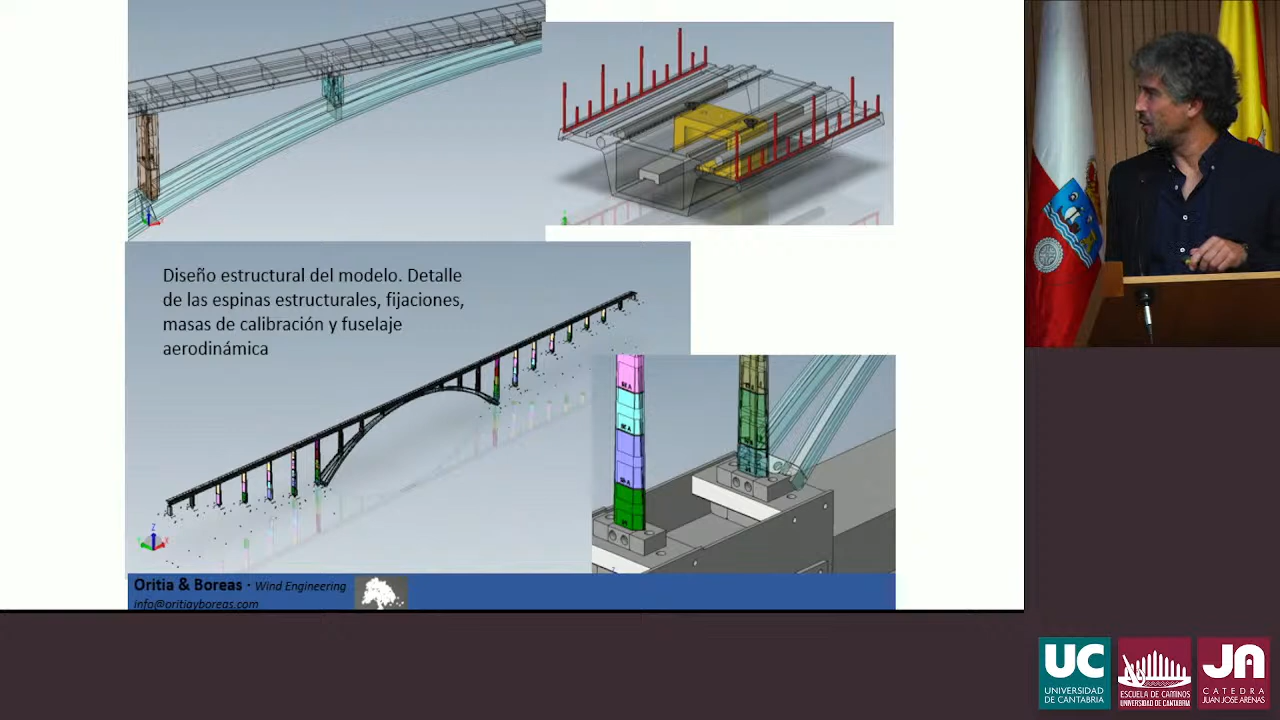 Diseño estructural del modelo. Detalle
de las espinas estructurales, fijaciones,
masas de calibración y fuselaje
aerodinámica
Oritia & Boreas · Wind Engineering
info@oritiayboreas.com
UC
UNIVERSIDAD
DE CANTABRIA
ESCUELA DE CAMINOS
UNIVERSIDAD DE CANTABRIA
JA
CATEDRA
JUAN JOSE ARENAS